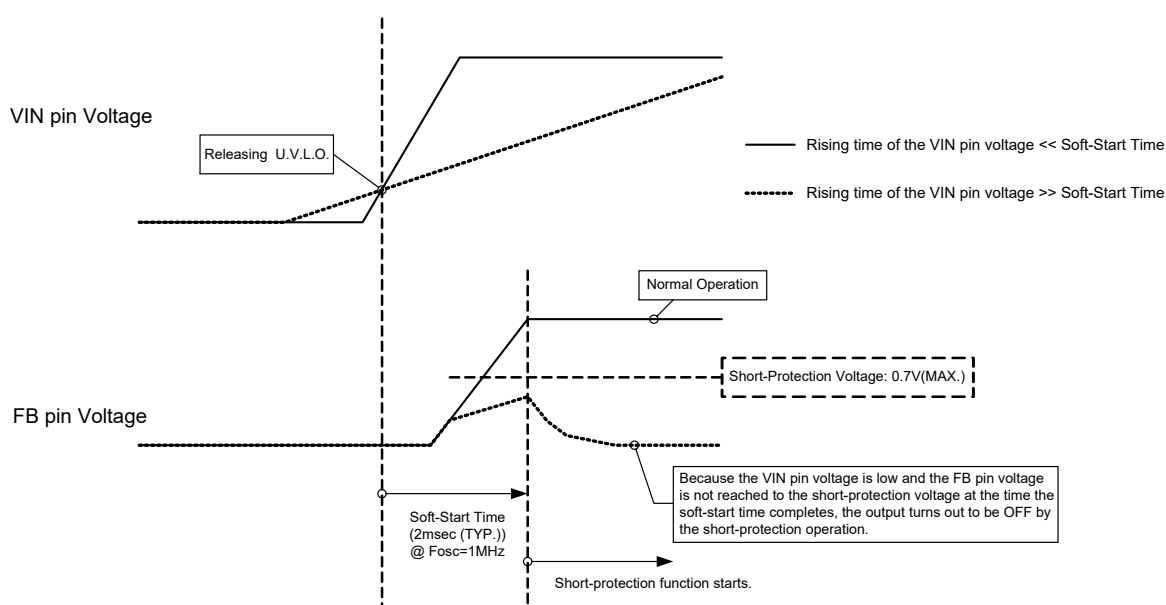 VIN pin Voltage
Releasing U.V.L.O.
Rising time of the VIN pin voltage << Soft-Start Time
Rising time of the VIN pin voltage >> Soft-Start Time
Normal Operation
Short-Protection Voltage: 0.7V(MAX.)
FB pin Voltage
Because the VIN pin voltage is low and the FB pin voltage
is not reached to the short-protection voltage at the time the
soft-start time completes, the output turns out to be OFF by
the short-protection operation.
Soft-Start Time
(2msec (TYP.))
@ Fosc=1MHz
Short-protection function starts.